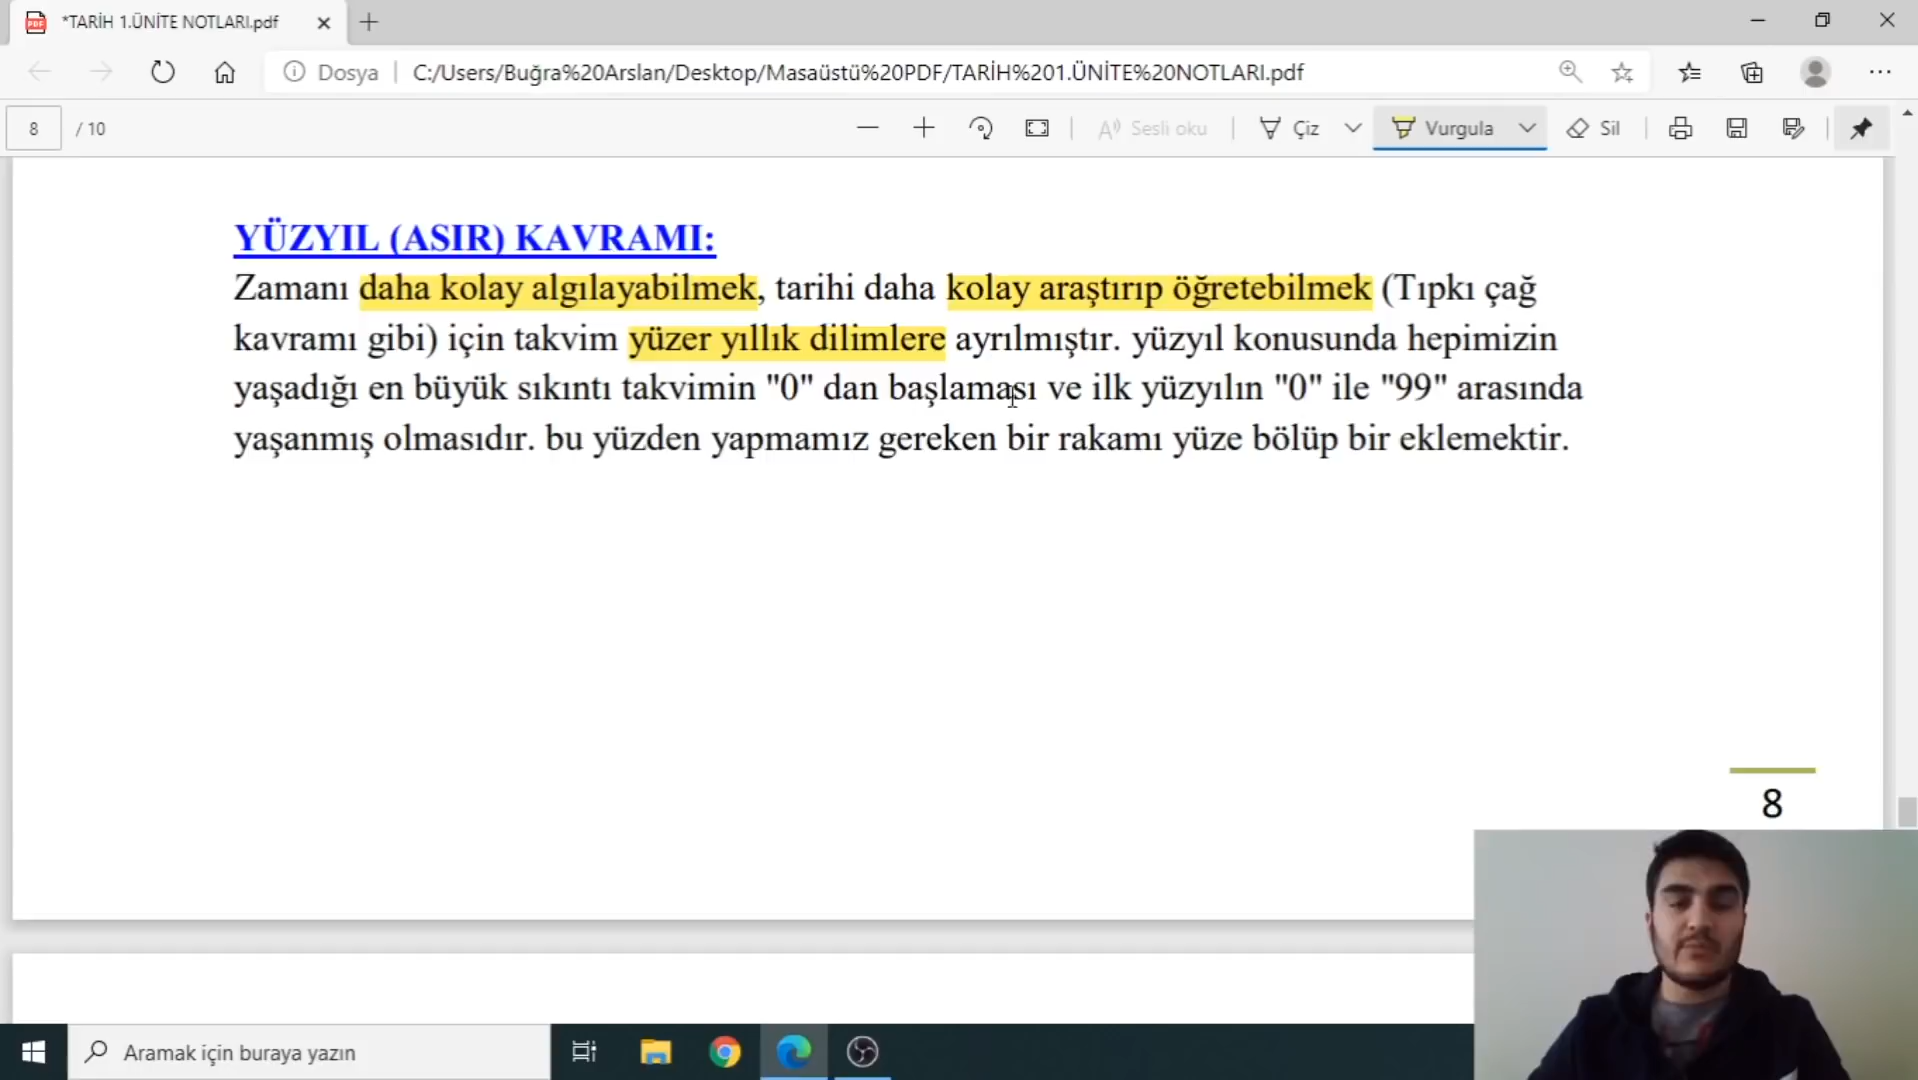 *TARİH 1.ÜNİTE NOTLARI.pdf
Dosya | C:/Users/Buğra%20Arslan/Desktop/Masaüstü%20PDF/TARİH%201.ÜNİTE%20NOTLARI.pdf
8 / 10 Sesli oku Çiz Vurgula Sil
YÜZYIL (ASIR) KAVRAMI:
Zamanı daha kolay algılayabilmek, tarihi daha kolay araştırıp öğretebilmek (Tıpkı çağ
kavramı gibi) için takvim yüzer yıllık dilimlere ayrılmıştır. yüzyıl konusunda hepimizin
yaşadığı en büyük sıkıntı takvimin "0" dan başlaması ve ilk yüzyılın "0" ile "99" arasında
yaşanmış olmasıdır. bu yüzden yapmamız gereken bir rakamı yüze bölüp bir eklemektir.
8
Aramak için buraya yazın